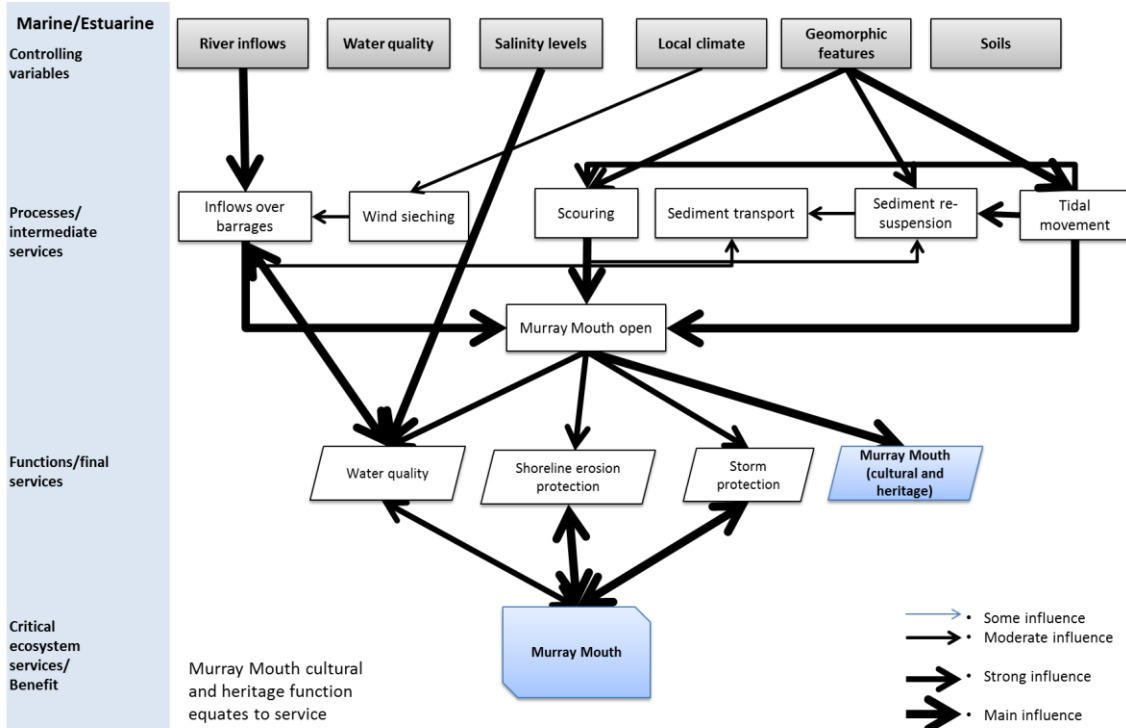 Marine/Estuarine
Controlling
variables
River inflows
Water quality
Salinity levels
Local climate
Geomorphic
features
Soils
Processes/
intermediate
services
Inflows over
barrages
Wind sieching
Scouring
Sediment transport
Sediment re-
suspension
Tidal
movement
Murray Mouth open
Functions/final
services
Water quality
Shoreline erosion
protection
Storm
protection
Murray Mouth
(cultural and
heritage)
Critical
ecosystem
services/
Benefit
Murray Mouth
Murray Mouth cultural
and heritage function
equates to service
• Some influence
• Moderate influence
• Strong influence
• Main influence